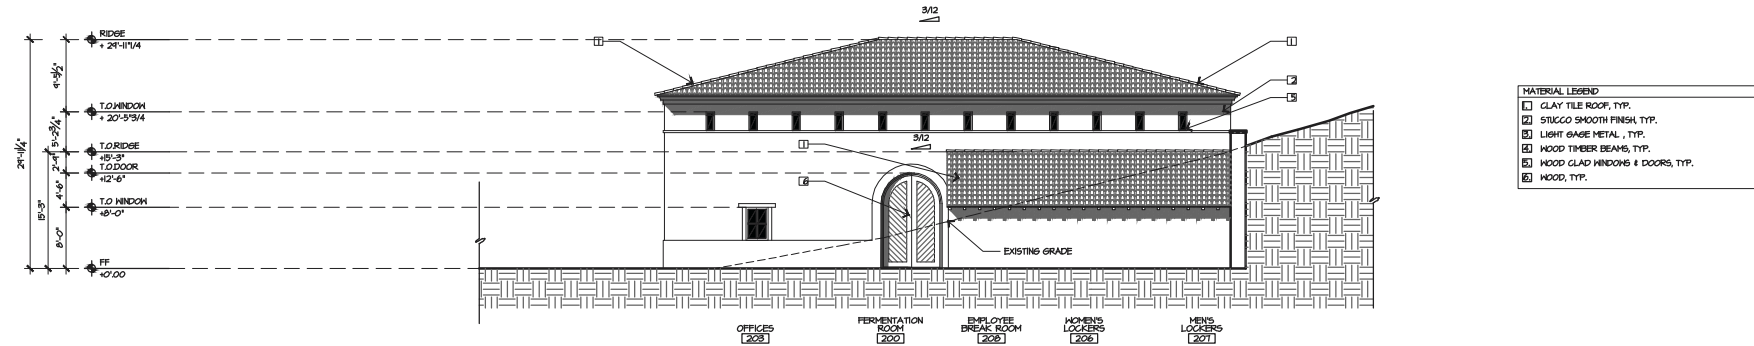 3/12
RIDGE
+ 29'-11"1/4
T.O.WINDOW
+ 20'-5"3/4
T.O.RIDGE
+15'-3"
T.O.DOOR
+12'-6"
T.O WINDOW
+8'-0"
FF
+0'.00
29'-11/4"
15'-3"
9'-5/2"
5'-2 3/4"
2'-9"
4'-6"
8'-0"
1
1
2
5
3/12
1
6
EXISTING GRADE
OFFICES
203
FERMENTATION
ROOM
200
EMPLOYEE
BREAK ROOM
208
WOMEN'S
LOCKERS
206
MEN'S
LOCKERS
207
MATERIAL LEGEND
1. CLAY TILE ROOF, TYP.
2. STUCCO SMOOTH FINISH, TYP.
3. LIGHT GAGE METAL , TYP.
4. WOOD TIMBER BEAMS, TYP.
5. WOOD CLAD WINDOWS & DOORS, TYP.
6. WOOD, TYP.